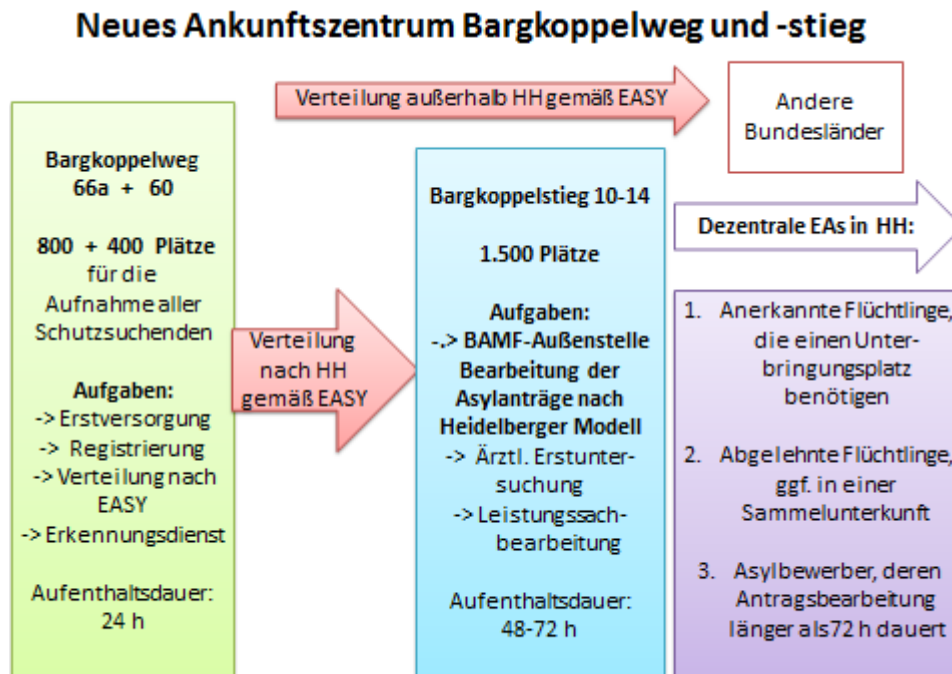 Neues Ankunftszentrum Bargkoppelweg und -stieg
Verteilung außerhalb HH gemäß EASY
Andere
Bundesländer
Bargkoppelweg
66a + 60
800 + 400 Plätze
für die
Aufnahme aller
Schutzsuchenden
Aufgaben:
-> Erstversorgung
-> Registrierung
-> Verteilung nach
EASY
-> Erkennungsdienst
Aufenthaltsdauer:
24 h
Verteilung
nach HH
gemäß EASY
Bargkoppelstieg 10-14
1.500 Plätze
Aufgaben:
-.> BAMF-Außenstelle
Bearbeitung der
Asylanträge nach
Heidelberger Modell
-> Ärztl. Erstunter-
suchung
-> Leistungssach-
bearbeitung
Aufenthaltsdauer:
48-72 h
Dezentrale EAs in HH:
1. Anerkannte Flüchtlinge,
die einen Unter-
bringungsplatz
benötigen
2. Abgelehnte Flüchtlinge,
ggf. in einer
Sammelunterkunft
3. Asylbewerber, deren
Antragsbearbeitung
länger als 72 h dauert